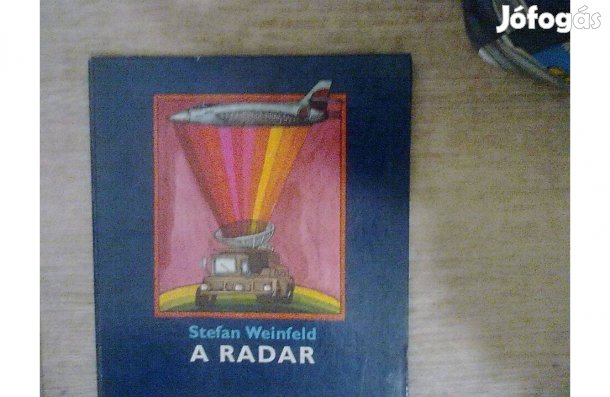 Jófogás
Stefan Weinfeld
A RADAR